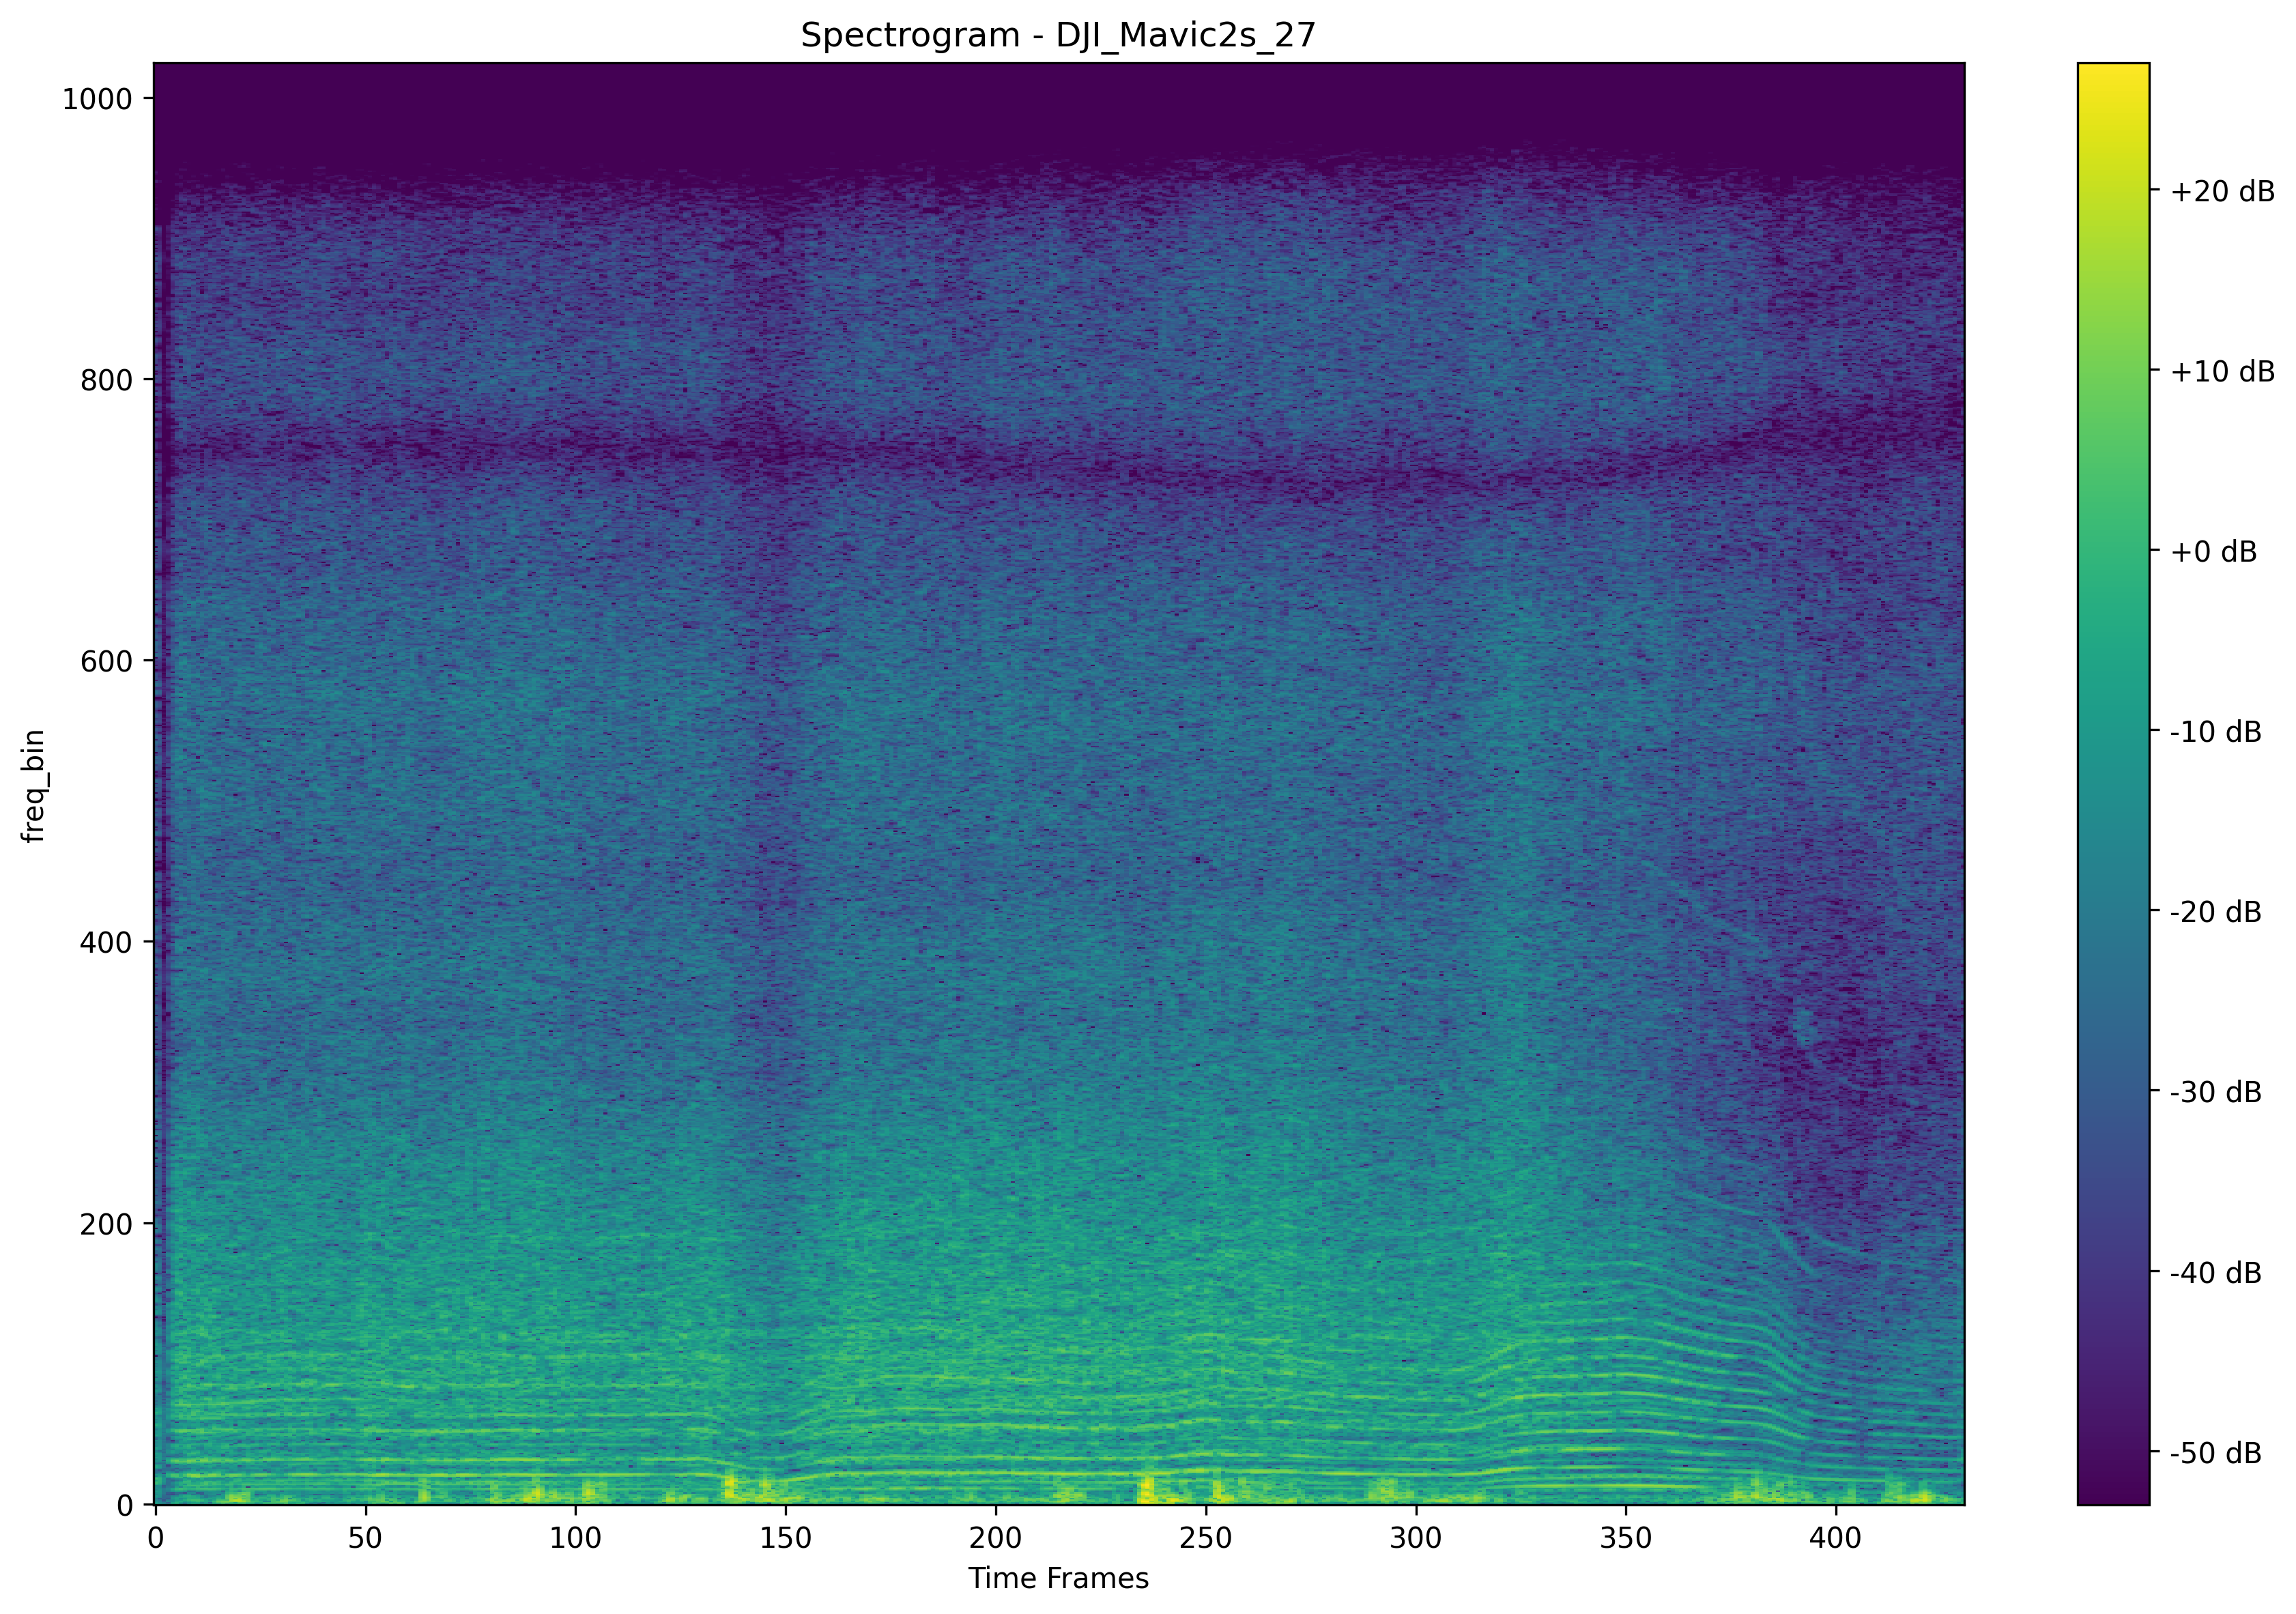 Spectrogram - DJI_Mavic2s_27
1000
800
600
400
200
0
freq_bin
0 50 100 150 200 250 300 350 400
Time Frames
+20 dB
+10 dB
+0 dB
-10 dB
-20 dB
-30 dB
-40 dB
-50 dB